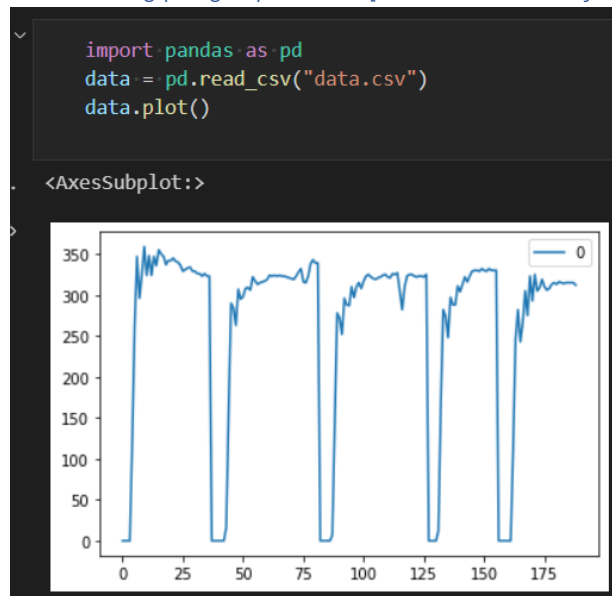 import pandas as pd
data = pd.read_csv("data.csv")
data.plot()
<AxesSubplot:>
0
350
300
250
200
150
100
50
0
0 25 50 75 100 125 150 175